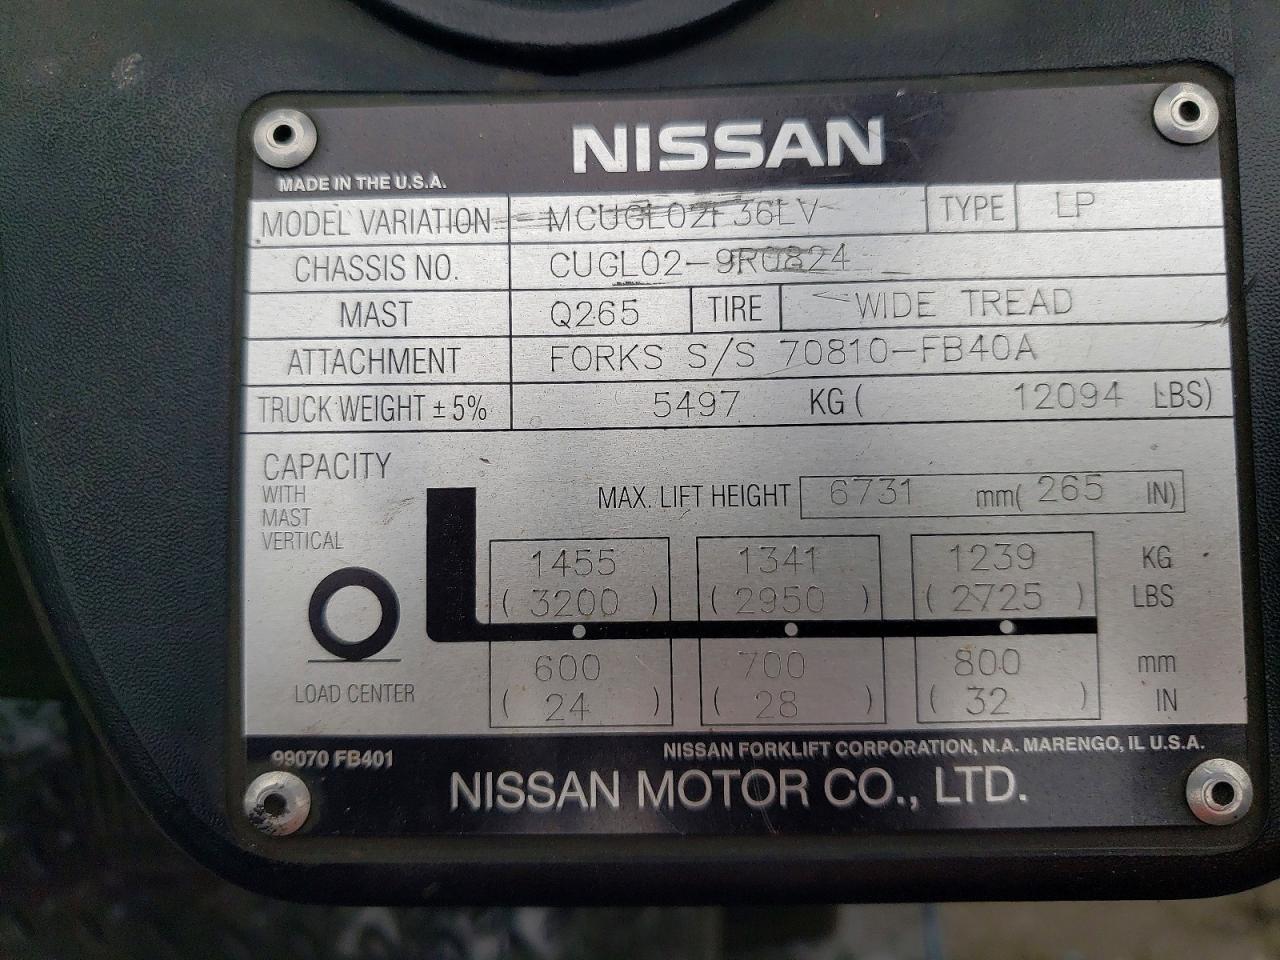 NISSAN
MADE IN THE U.S.A.
MODEL VARIATION MCUGL02F36LV TYPE LP
CHASSIS NO. CUGL02-9R0824
MAST Q265 TIRE WIDE TREAD
ATTACHMENT FORKS S/S 70810-FB40A
TRUCK WEIGHT ± 5% 5497 KG ( 12094 LBS)
CAPACITY
WITH
MAST
VERTICAL
MAX. LIFT HEIGHT 6731 mm( 265 IN)
1455 1341 1239 KG
( 3200 ) ( 2950 ) ( 2725 ) LBS
600 700 800 mm
( 24 ) ( 28 ) ( 32 ) IN
LOAD CENTER
99070 FB401 NISSAN FORKLIFT CORPORATION, N.A. MARENGO, IL U.S.A.
NISSAN MOTOR CO., LTD.